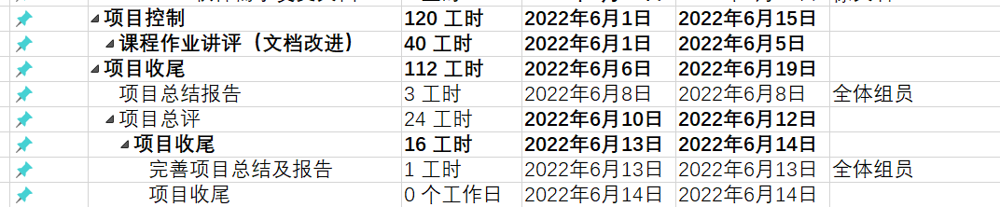 项目控制 120 工时 2022年6月1日 2022年6月15日
课程作业讲评（文档改进） 40 工时 2022年6月1日 2022年6月5日
项目收尾 112 工时 2022年6月6日 2022年6月19日
项目总结报告 3 工时 2022年6月8日 2022年6月8日 全体组员
项目总评 24 工时 2022年6月10日 2022年6月12日
项目收尾 16 工时 2022年6月13日 2022年6月14日
完善项目总结及报告 1 工时 2022年6月13日 2022年6月13日 全体组员
项目收尾 0 个工作日 2022年6月14日 2022年6月14日